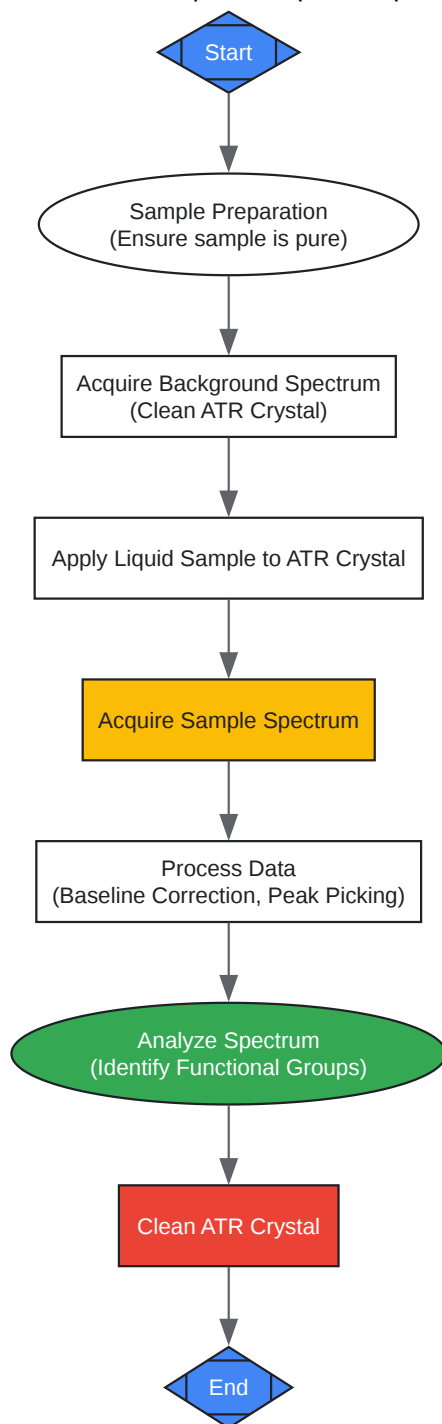 Start
Sample Preparation
(Ensure sample is pure)
Acquire Background Spectrum
(Clean ATR Crystal)
Apply Liquid Sample to ATR Crystal
Acquire Sample Spectrum
Process Data
(Baseline Correction, Peak Picking)
Analyze Spectrum
(Identify Functional Groups)
Clean ATR Crystal
End